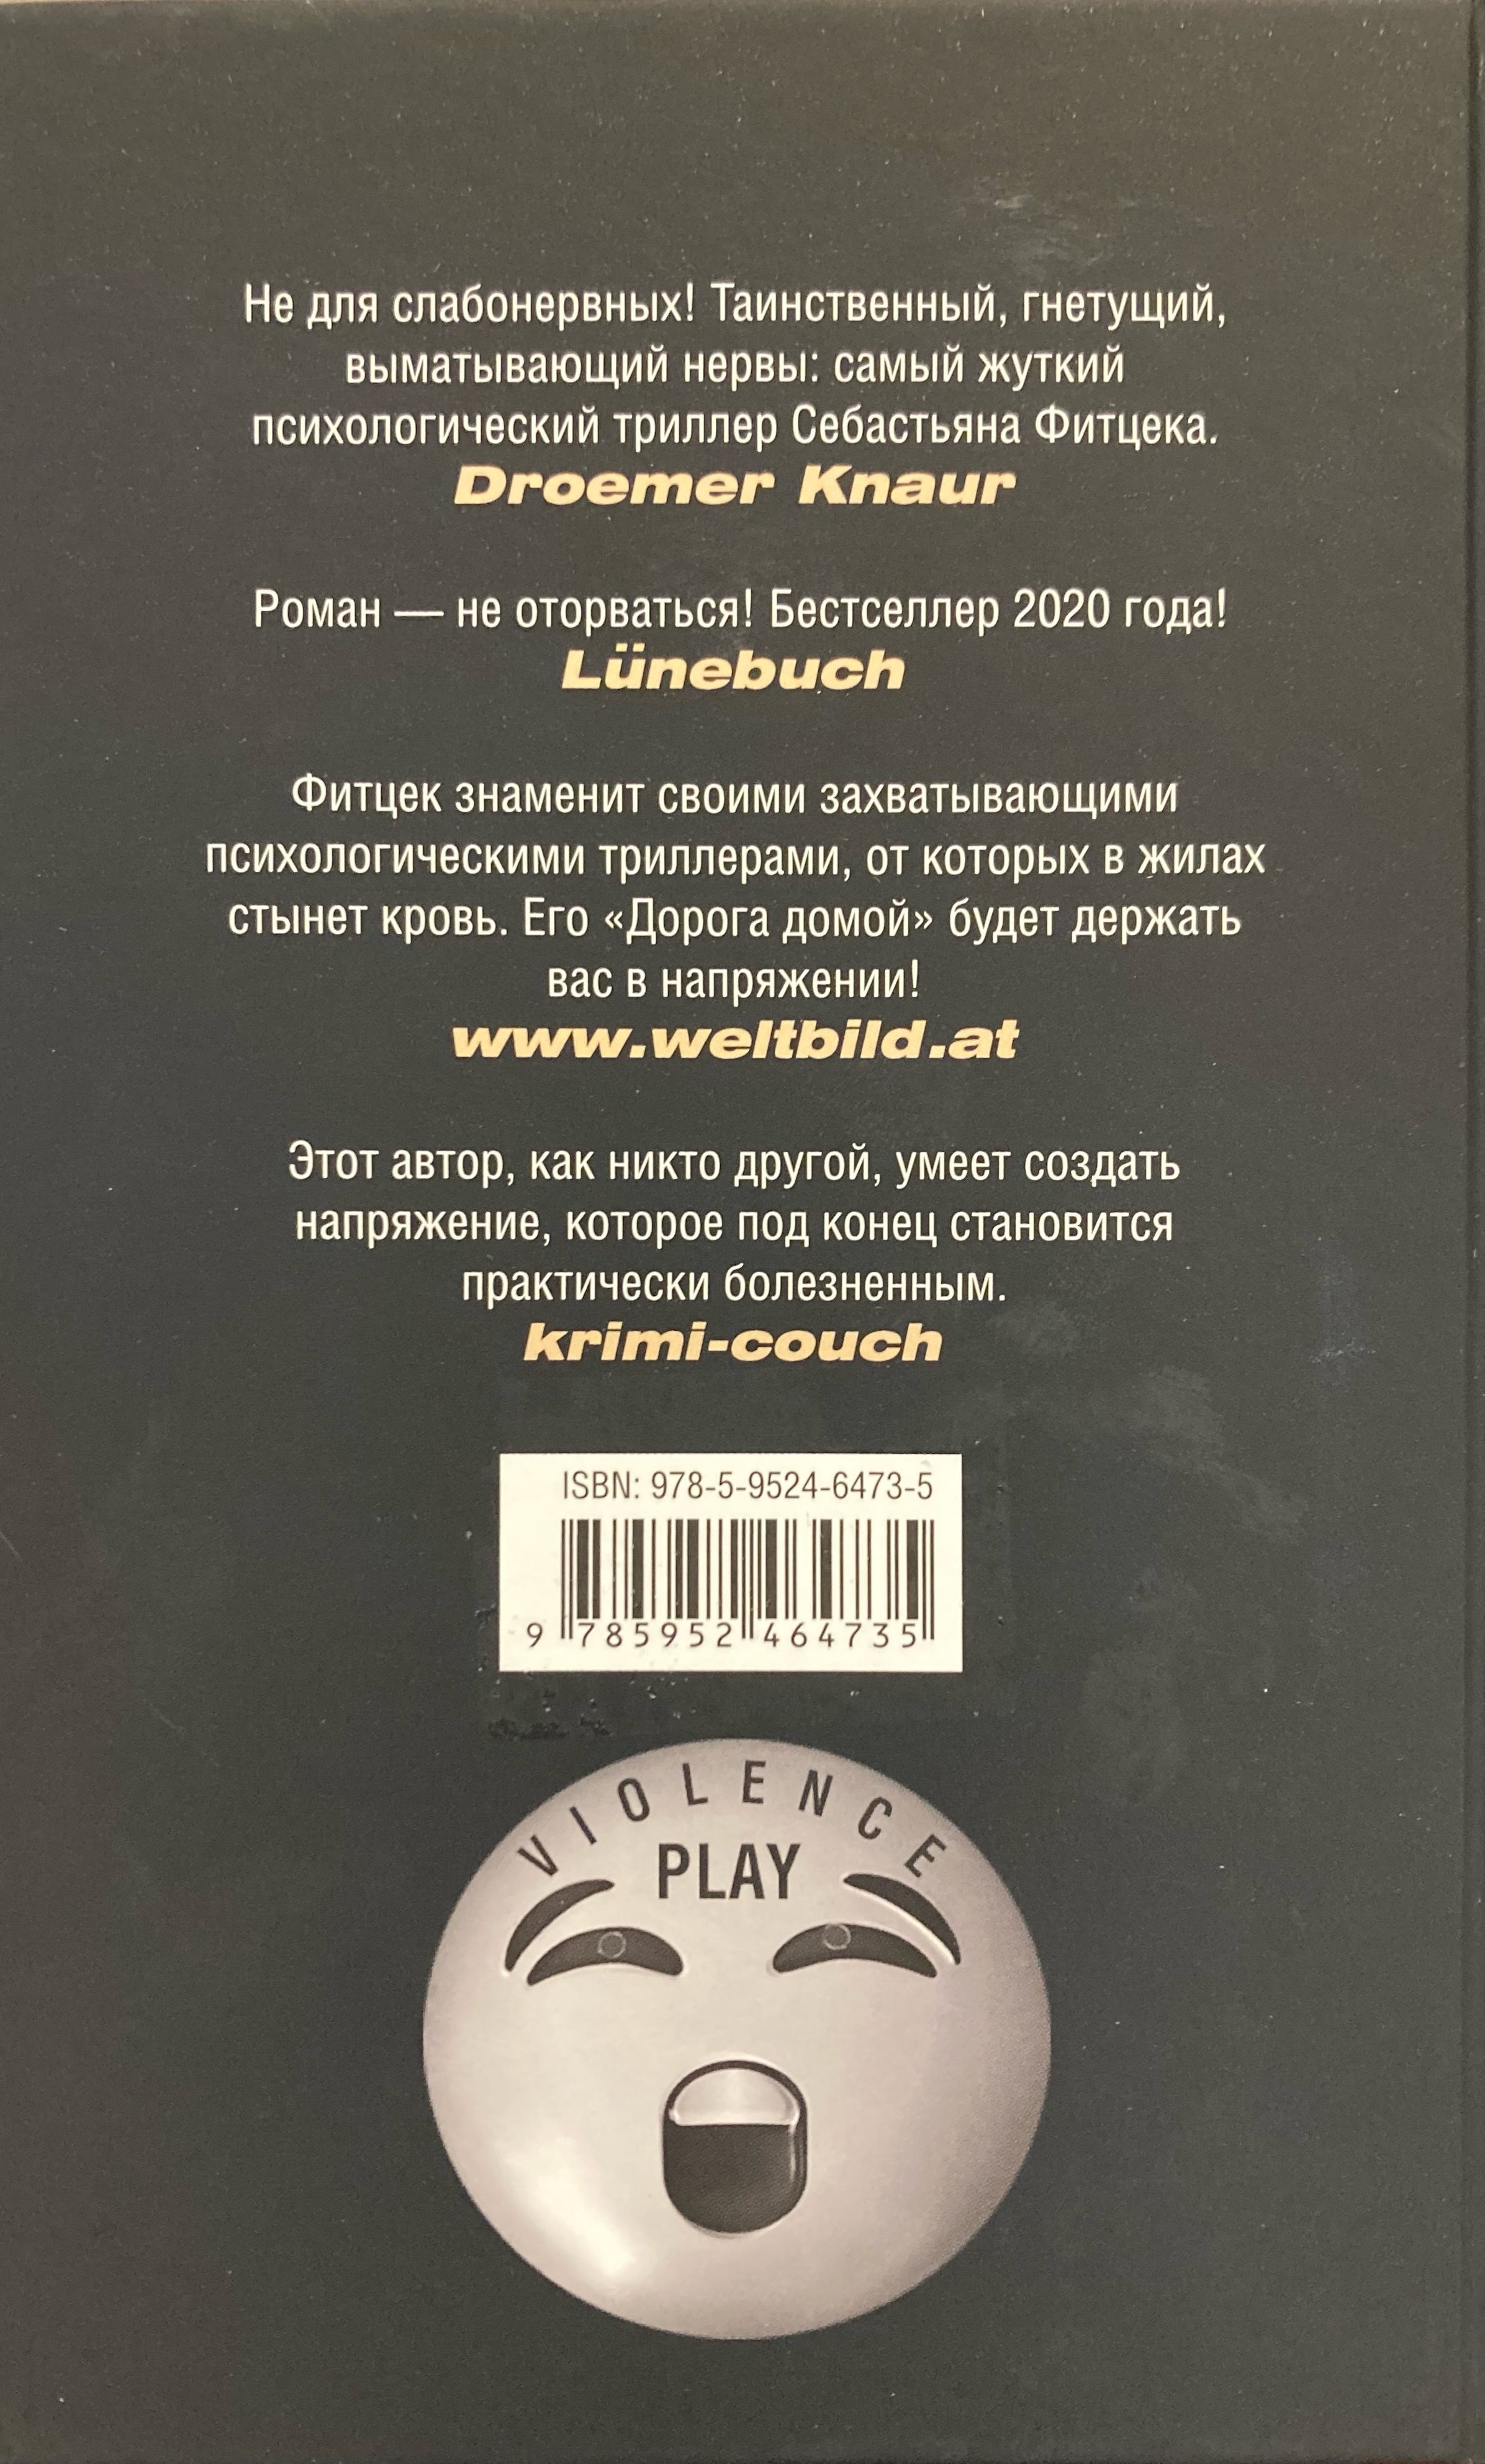 Не для слабонервных! Таинственный, гнетущий,
выматывающий нервы: самый жуткий
психологический триллер Себастьяна Фитцека.
Droemer Knaur
Роман — не оторваться! Бестселлер 2020 года!
Lünebuch
Фитцек знаменит своими захватывающими
психологическими триллерами, от которых в жилах
стынет кровь. Его «Дорога домой» будет держать
вас в напряжении!
www.weltbild.at
Этот автор, как никто другой, умеет создать
напряжение, которое под конец становится
практически болезненным.
krimi-couch
ISBN: 978-5-9524-6473-5
9 785952 464735
VIOLENCE
PLAY